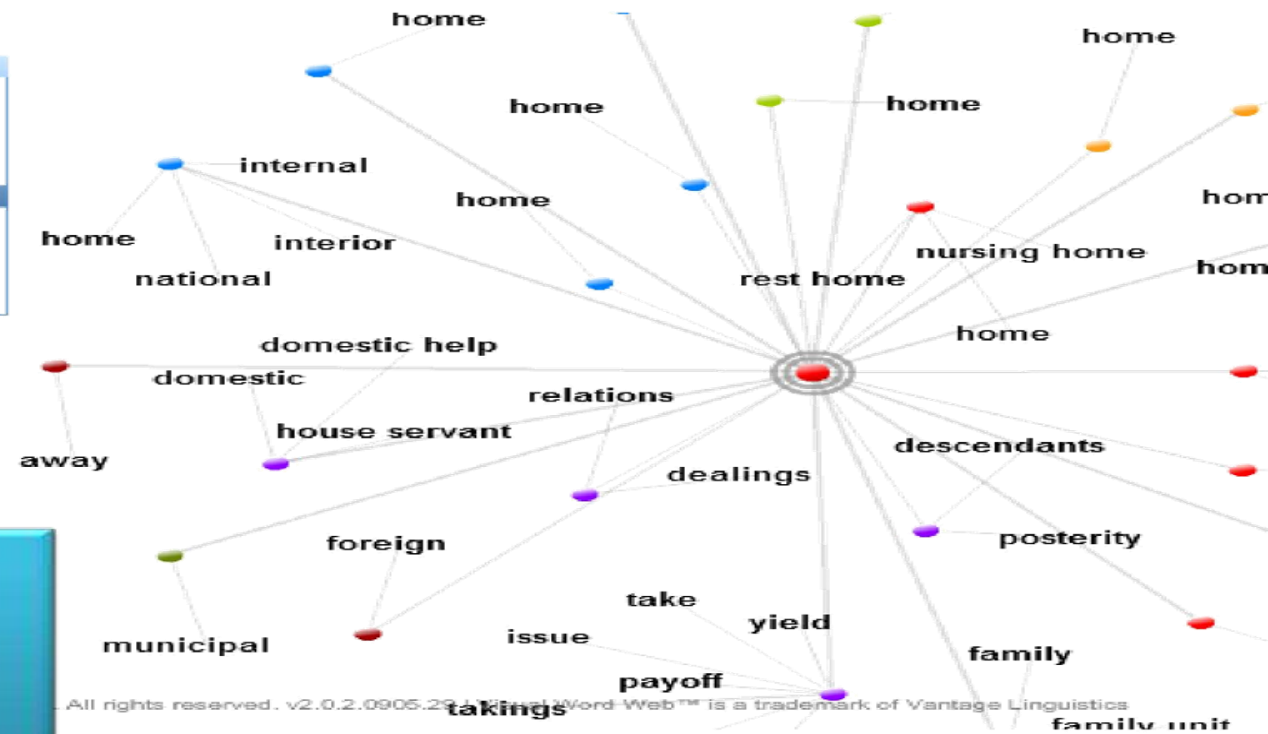 home
home
home
home
home
internal
home
hom
home
interior
nursing home
hom
national
rest home
home
domestic help
domestic
relations
house servant
descendants
away
dealings
foreign
posterity
take
yield
issue
municipal
family
payoff
takings
. All rights reserved. v2.0.2.0905.29 | Visual Word Web™ is a trademark of Vantage Linguistics
family unit